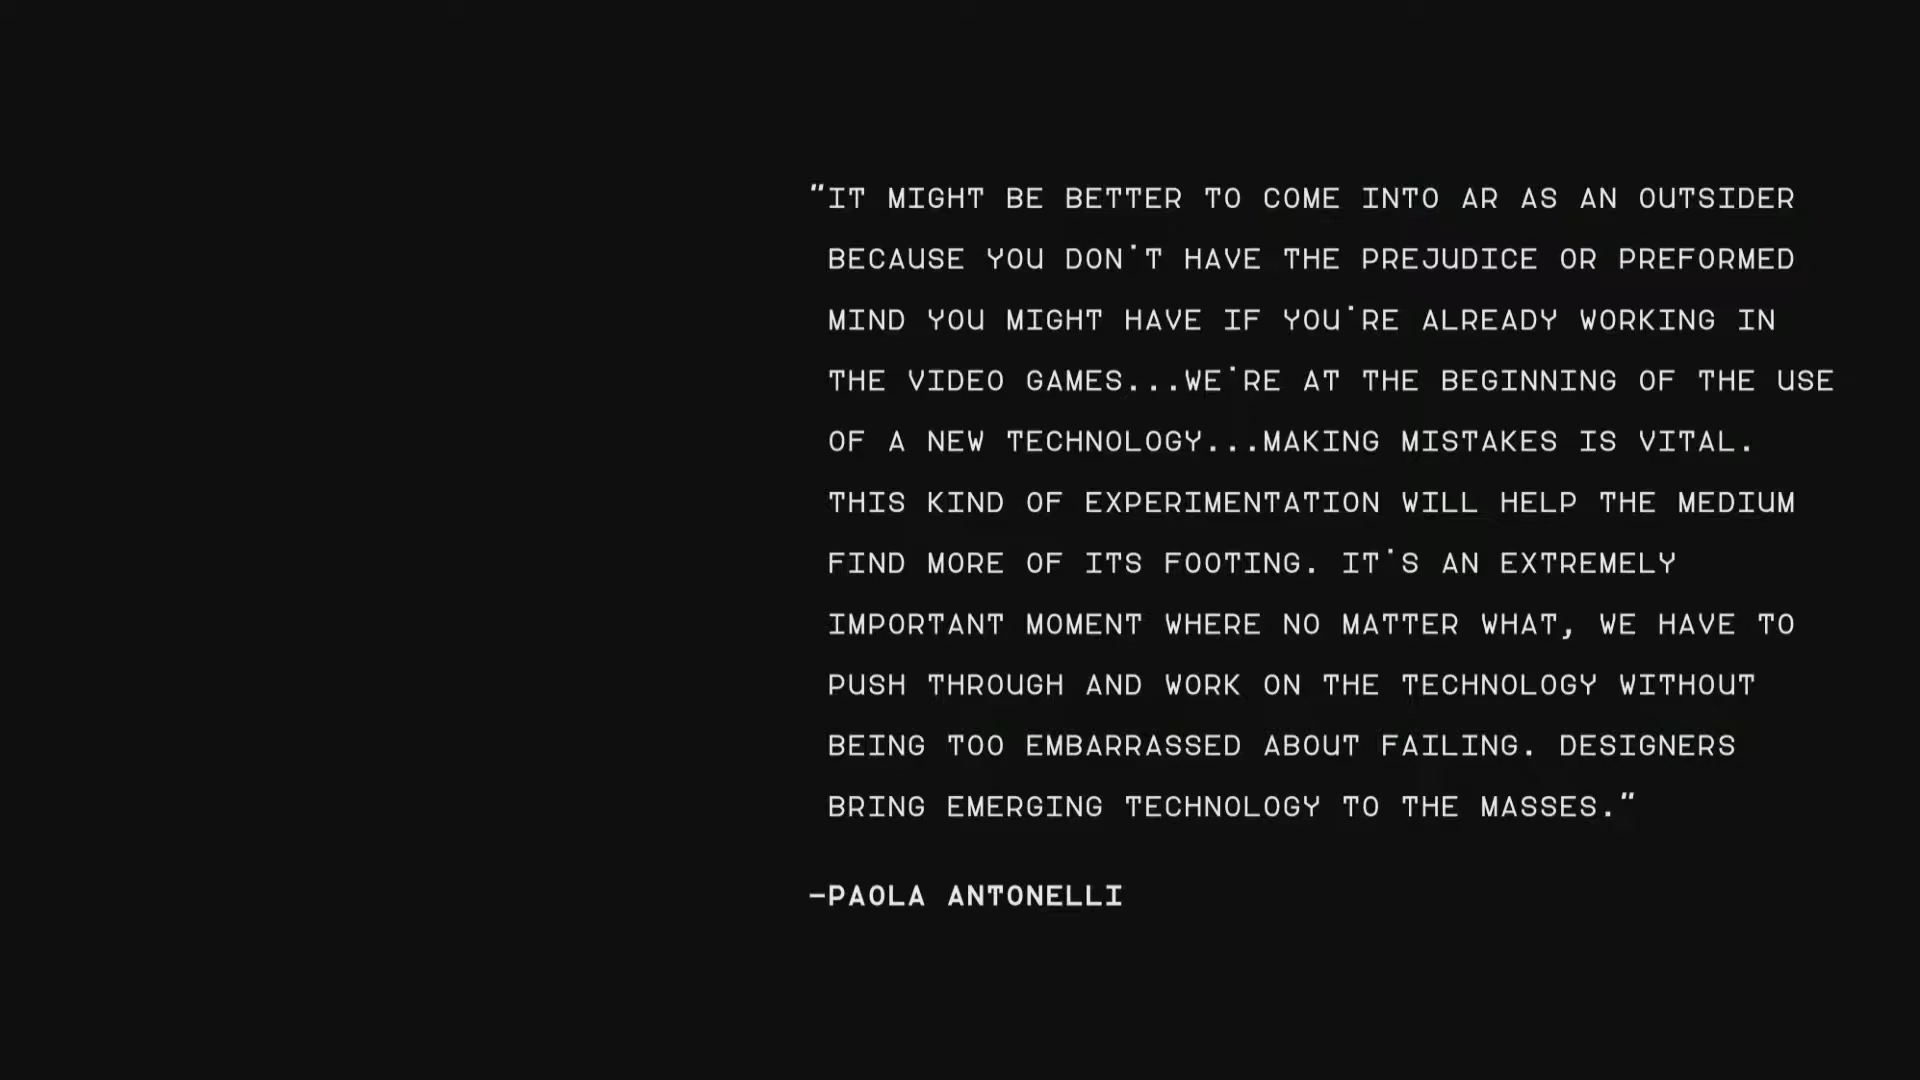 "IT MIGHT BE BETTER TO COME INTO AR AS AN OUTSIDER
BECAUSE YOU DON'T HAVE THE PREJUDICE OR PREFORMED
MIND YOU MIGHT HAVE IF YOU'RE ALREADY WORKING IN
THE VIDEO GAMES...WE'RE AT THE BEGINNING OF THE USE
OF A NEW TECHNOLOGY...MAKING MISTAKES IS VITAL.
THIS KIND OF EXPERIMENTATION WILL HELP THE MEDIUM
FIND MORE OF ITS FOOTING. IT'S AN EXTREMELY
IMPORTANT MOMENT WHERE NO MATTER WHAT, WE HAVE TO
PUSH THROUGH AND WORK ON THE TECHNOLOGY WITHOUT
BEING TOO EMBARRASSED ABOUT FAILING. DESIGNERS
BRING EMERGING TECHNOLOGY TO THE MASSES."
–PAOLA ANTONELLI